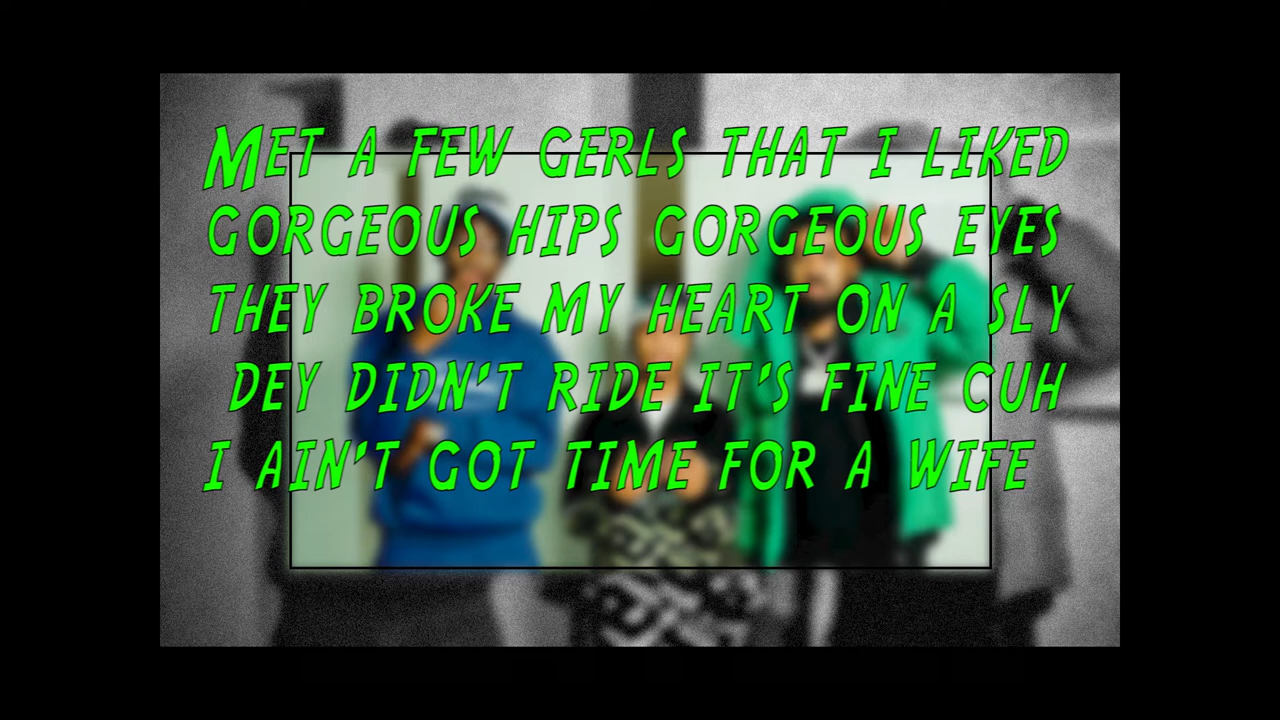 MET A FEW GERLS THAT I LIKED
GORGEOUS HIPS GORGEOUS EYES
THEY BROKE MY HEART ON A SLY
DEY DIDN'T RIDE IT'S FINE CUH
I AIN'T GOT TIME FOR A WIFE